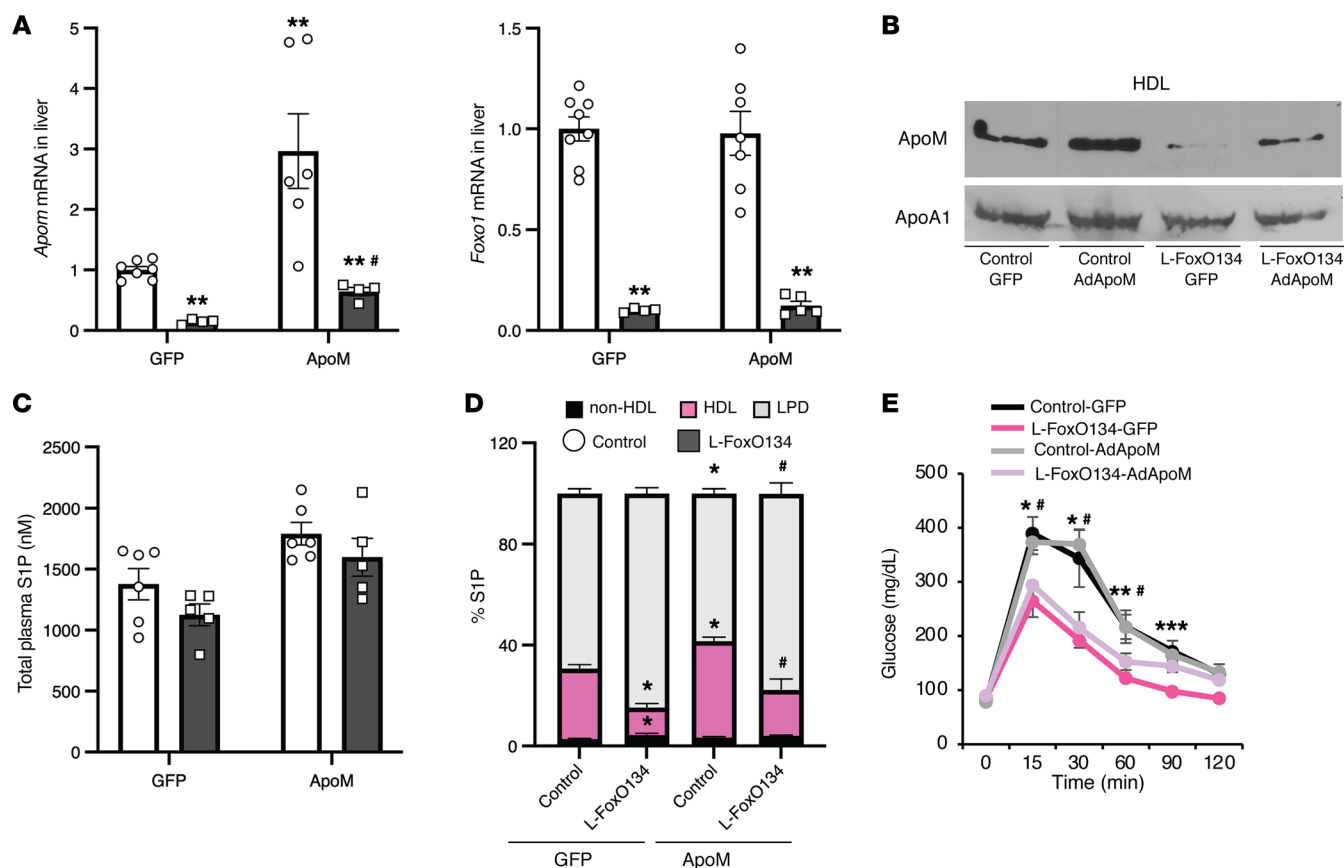 A
Apom mRNA in liver
5
4
3
2
1
0
**
**
** #
GFP
ApoM
Foxo1 mRNA in liver
1.5
1.0
0.5
0.0
**
**
GFP
ApoM
B
HDL
ApoM
ApoA1
Control
GFP
Control
AdApoM
L-FoxO134
GFP
L-FoxO134
AdApoM
C
Total plasma S1P (nM)
2500
2000
1500
1000
500
0
GFP
ApoM
D
non-HDL
HDL
LPD
Control
L-FoxO134
% S1P
120
80
40
0
*
*
*
*
#
#
Control
L-FoxO134
Control
L-FoxO134
GFP
ApoM
E
Control-GFP
L-FoxO134-GFP
Control-AdApoM
L-FoxO134-AdApoM
Glucose (mg/dL)
500
400
300
200
100
0
* #
* #
** #
***
0 15 30 60 90 120
Time (min)